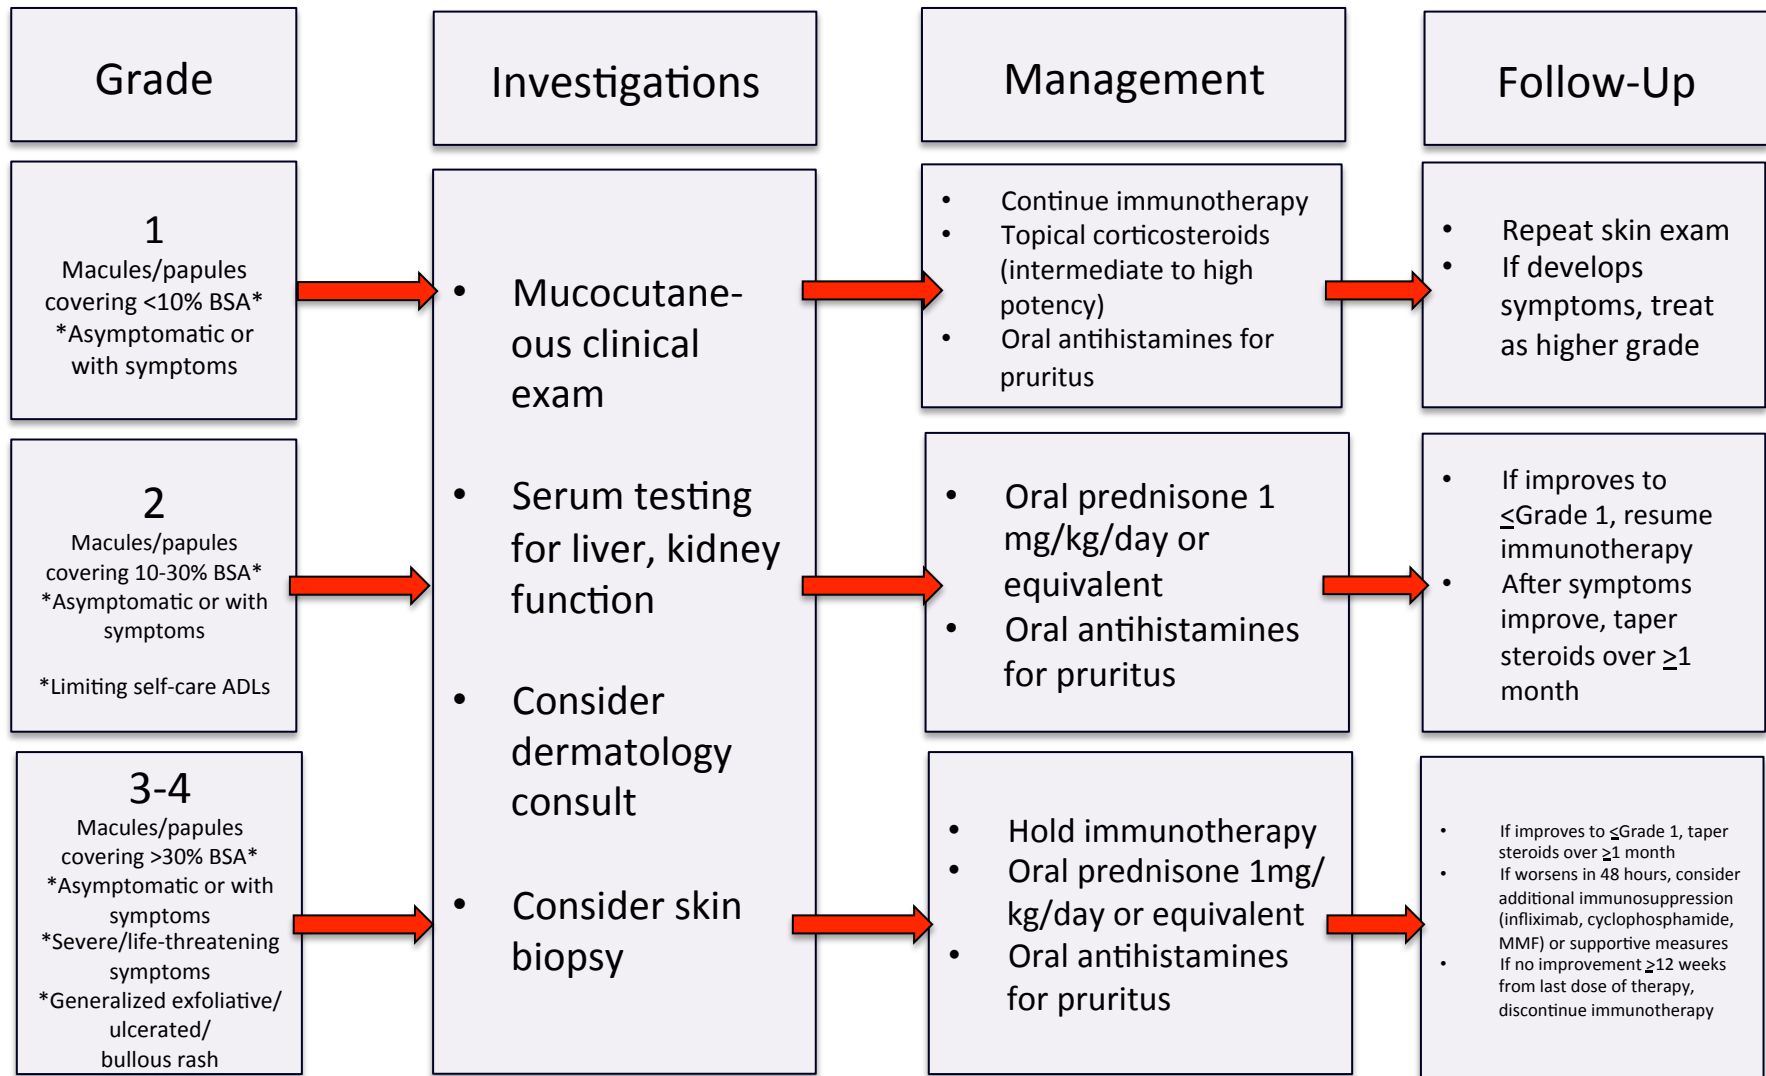 Grade
Investigations
Management
Follow-Up
1
Macules/papules
covering <10% BSA*
*Asymptomatic or
with symptoms
2
Macules/papules
covering 10-30% BSA*
*Asymptomatic or with
symptoms
*Limiting self-care ADLs
3-4
Macules/papules
covering >30% BSA*
*Asymptomatic or with
symptoms
*Severe/life-threatening
symptoms
*Generalized exfoliative/
ulcerated/
bullous rash
• Mucocutane-
ous clinical
exam
• Serum testing
for liver, kidney
function
• Consider
dermatology
consult
• Consider skin
biopsy
• Continue immunotherapy
• Topical corticosteroids
(intermediate to high
potency)
• Oral antihistamines for
pruritus
• Oral prednisone 1
mg/kg/day or
equivalent
• Oral antihistamines
for pruritus
• Hold immunotherapy
• Oral prednisone 1mg/
kg/day or equivalent
• Oral antihistamines
for pruritus
• Repeat skin exam
• If develops
symptoms, treat
as higher grade
• If improves to
≤Grade 1, resume
immunotherapy
• After symptoms
improve, taper
steroids over ≥1
month
• If improves to ≤Grade 1, taper
steroids over ≥1 month
• If worsens in 48 hours, consider
additional immunosuppression
(infliximab, cyclophosphamide,
MMF) or supportive measures
• If no improvement ≥12 weeks
from last dose of therapy,
discontinue immunotherapy